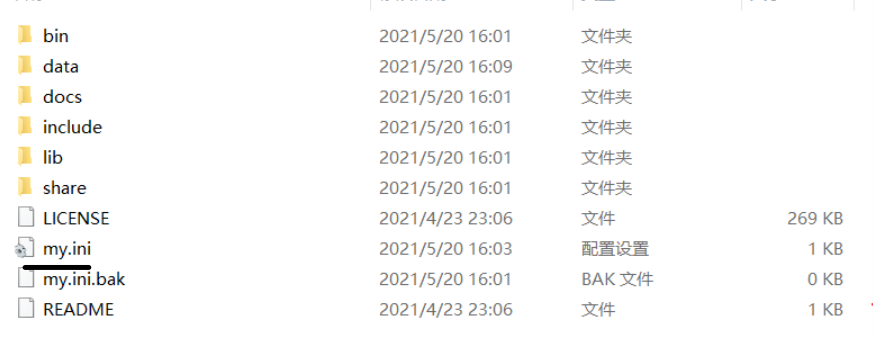 bin 2021/5/20 16:01 文件夹
data 2021/5/20 16:09 文件夹
docs 2021/5/20 16:01 文件夹
include 2021/5/20 16:01 文件夹
lib 2021/5/20 16:01 文件夹
share 2021/5/20 16:01 文件夹
LICENSE 2021/4/23 23:06 文件 269 KB
my.ini 2021/5/20 16:03 配置设置 1 KB
my.ini.bak 2021/5/20 16:01 BAK 文件 0 KB
README 2021/4/23 23:06 文件 1 KB